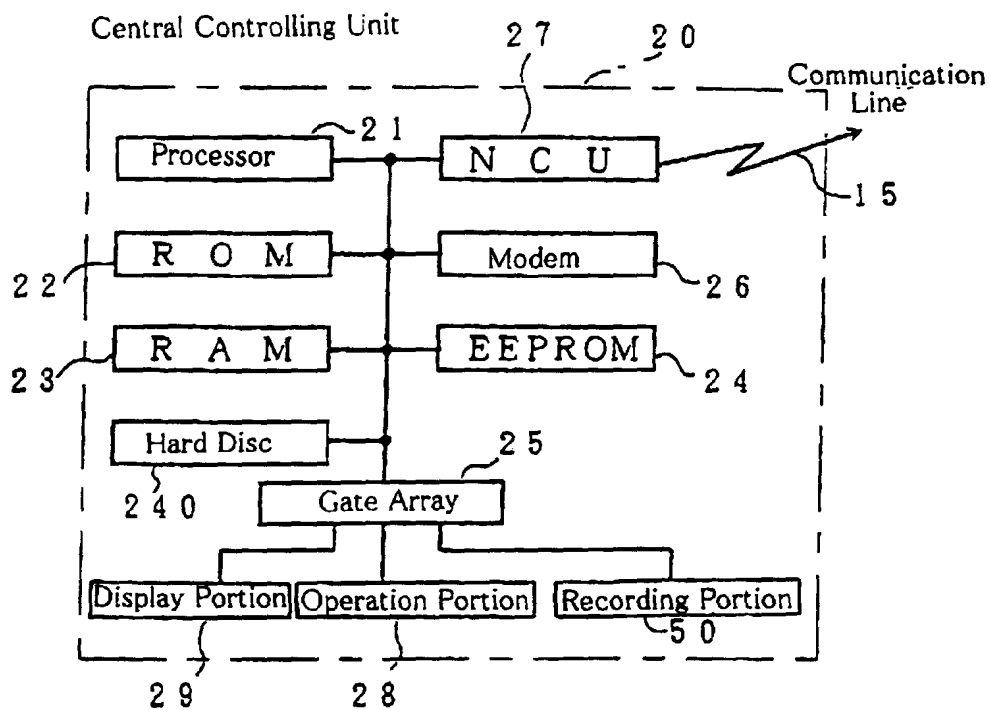 Central Controlling Unit
27
20
Communication
Line
21
Processor
NCU
15
ROM
Modem
22
26
RAM
EEPROM
23
24
Hard Disc
25
240
Gate Array
Display Portion
Operation Portion
Recording Portion
50
29
28